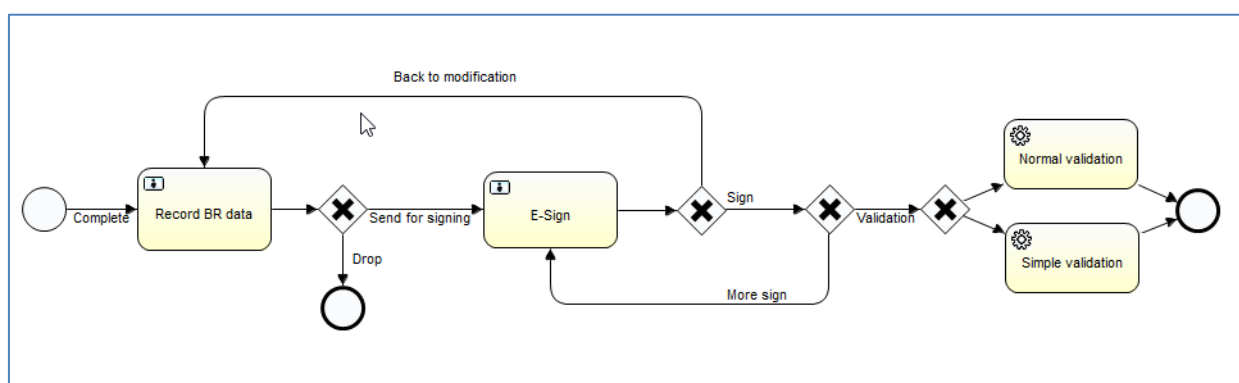 Back to modification
Complete
Record BR data
Send for signing
Drop
E-Sign
Sign
More sign
Validation
Normal validation
Simple validation